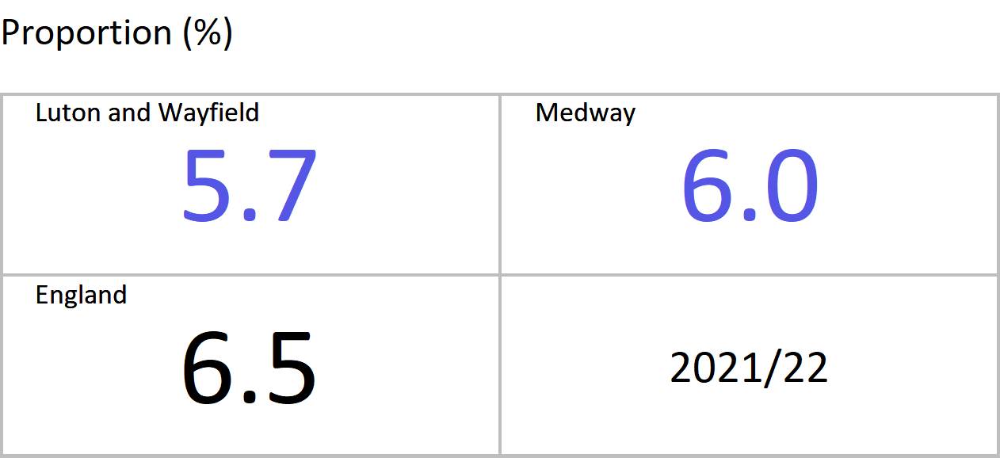 Proportion (%)
Luton and Wayfield
5.7
Medway
6.0
England
6.5
2021/22